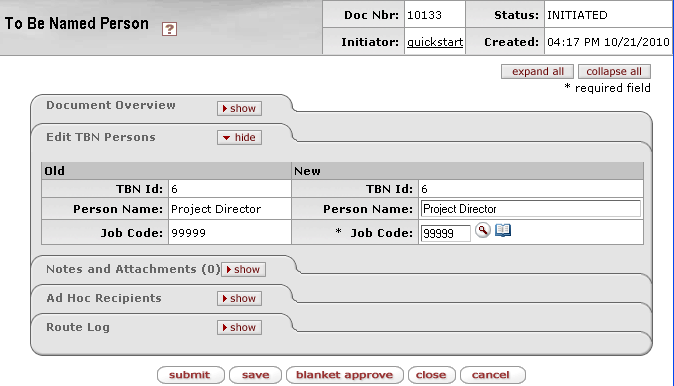 To Be Named Person ?
Doc Nbr: 10133 Status: INITIATED
Initiator: quickstart Created: 04:17 PM 10/21/2010
expand all collapse all
* required field
Document Overview show
Edit TBN Persons hide
Old New
TBN Id: 6 TBN Id: 6
Person Name: Project Director Person Name: Project Director
Job Code: 99999 * Job Code: 99999
Notes and Attachments (0) show
Ad Hoc Recipients show
Route Log show
submit save blanket approve close cancel